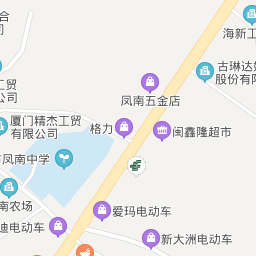 合
海新工
古琳达姬
股份有限
工贸
公司
凤南五金店
厦门精杰工贸
有限公司
格力
闽鑫隆超市
凤南中学
南农场
爱玛电动车
迪电动车
新大洲电动车